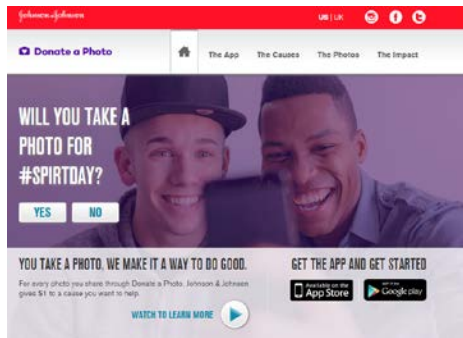 Johnson & Johnson
US | UK
Donate a Photo
The App The Causes The Photos The Impact
WILL YOU TAKE A
PHOTO FOR
#SPIRTDAY?
YES NO
YOU TAKE A PHOTO, WE MAKE IT A WAY TO DO GOOD.
For every photo you share through Donate a Photo, Johnson & Johnson
gives $1 to a cause you want to help.
WATCH TO LEARN MORE
GET THE APP AND GET STARTED
Available on the
App Store
GET IT ON
Google play